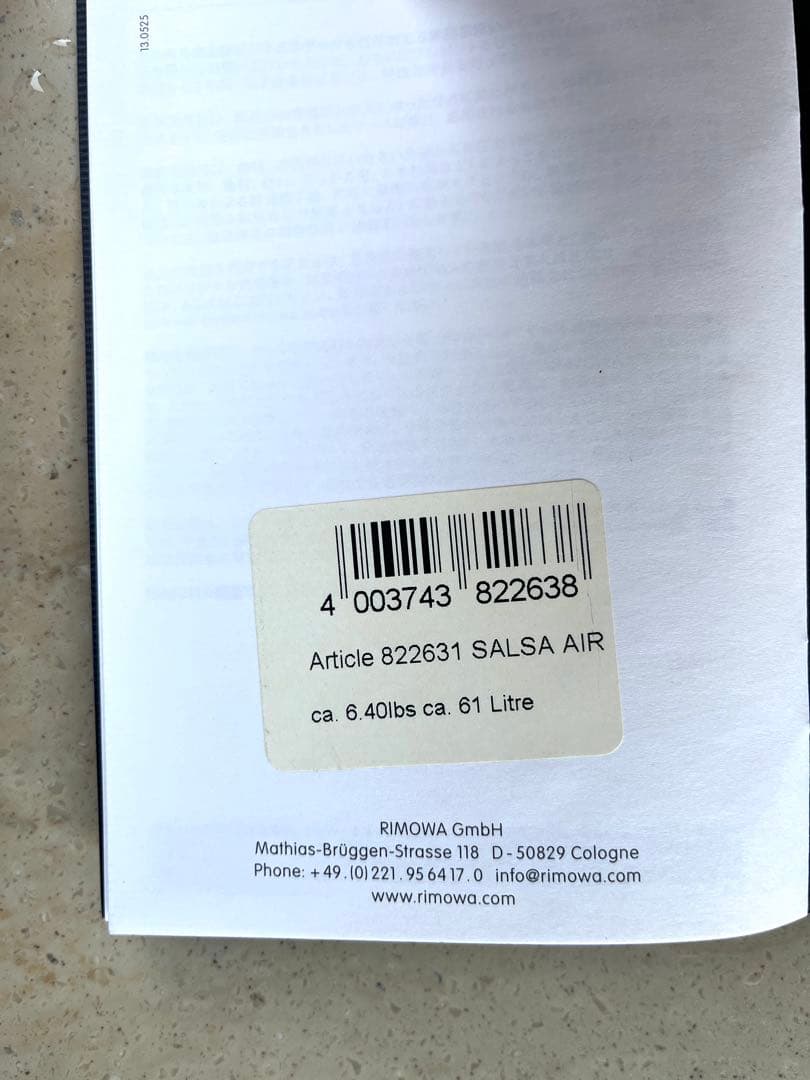 13.0525
4 003743 822638
Article 822631 SALSA AIR
ca. 6.40lbs ca. 61 Litre
RIMOWA GmbH
Mathias-Brüggen-Strasse 118 D-50829 Cologne
Phone: +49.(0)221.956417.0 info@rimowa.com
www.rimowa.com